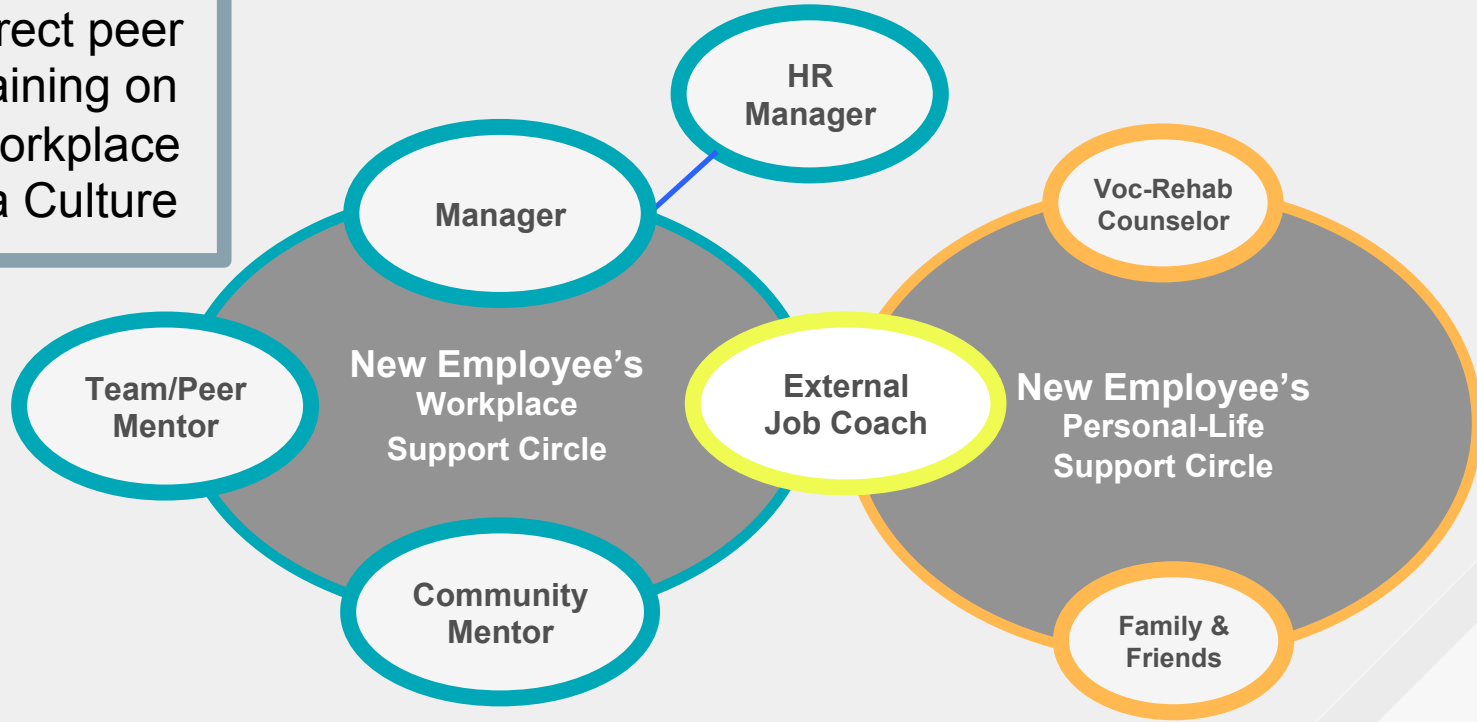 rect peer
aining on
orkplace
a Culture
HR
Manager
Manager
Voc-Rehab
Counselor
Team/Peer
Mentor
New Employee’s
Workplace
Support Circle
External
Job Coach
New Employee’s
Personal-Life
Support Circle
Community
Mentor
Family &
Friends